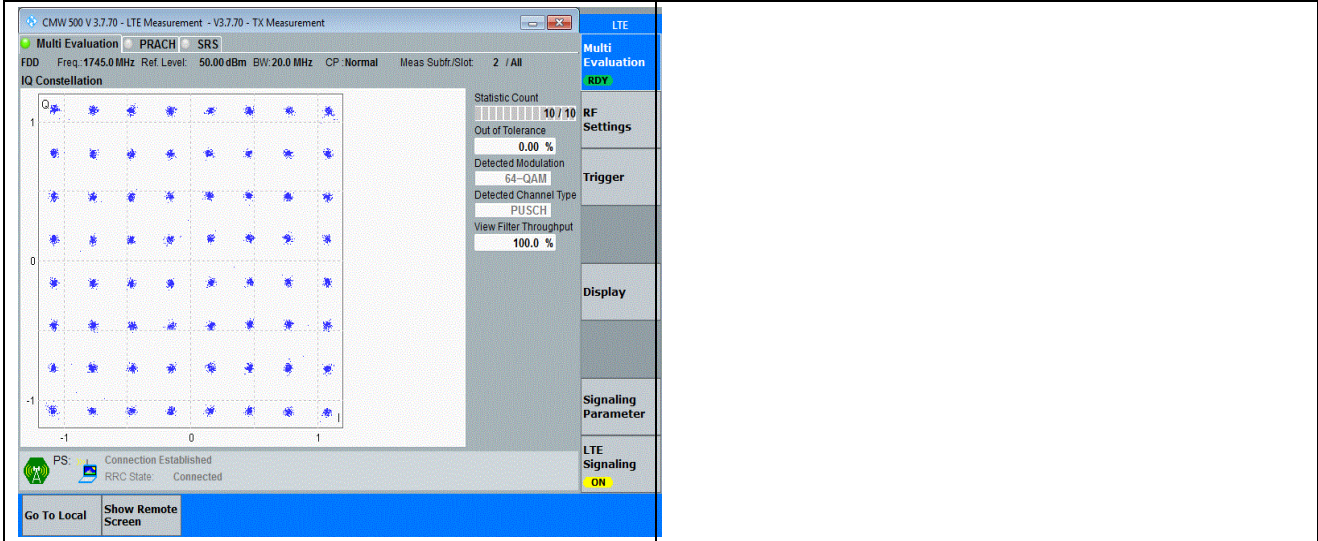 CMW 500 V 3.7.70 - LTE Measurement - V3.7.70 - TX Measurement
LTE
Multi Evaluation PRACH SRS
FDD Freq.: 1745.0 MHz Ref. Level: 50.00 dBm BW: 20.0 MHz CP : Normal Meas Subfr./Slot: 2 / All
IQ Constellation
Q
1
0
-1
I
-1 0 1
Statistic Count
10 / 10
Out of Tolerance
0.00 %
Detected Modulation
64-QAM
Detected Channel Type
PUSCH
View Filter Throughput
100.0 %
Multi
Evaluation
RDY
RF
Settings
Trigger
Display
Signaling
Parameter
LTE
Signaling
ON
PS: Connection Established
RRC State: Connected
Go To Local
Show Remote
Screen